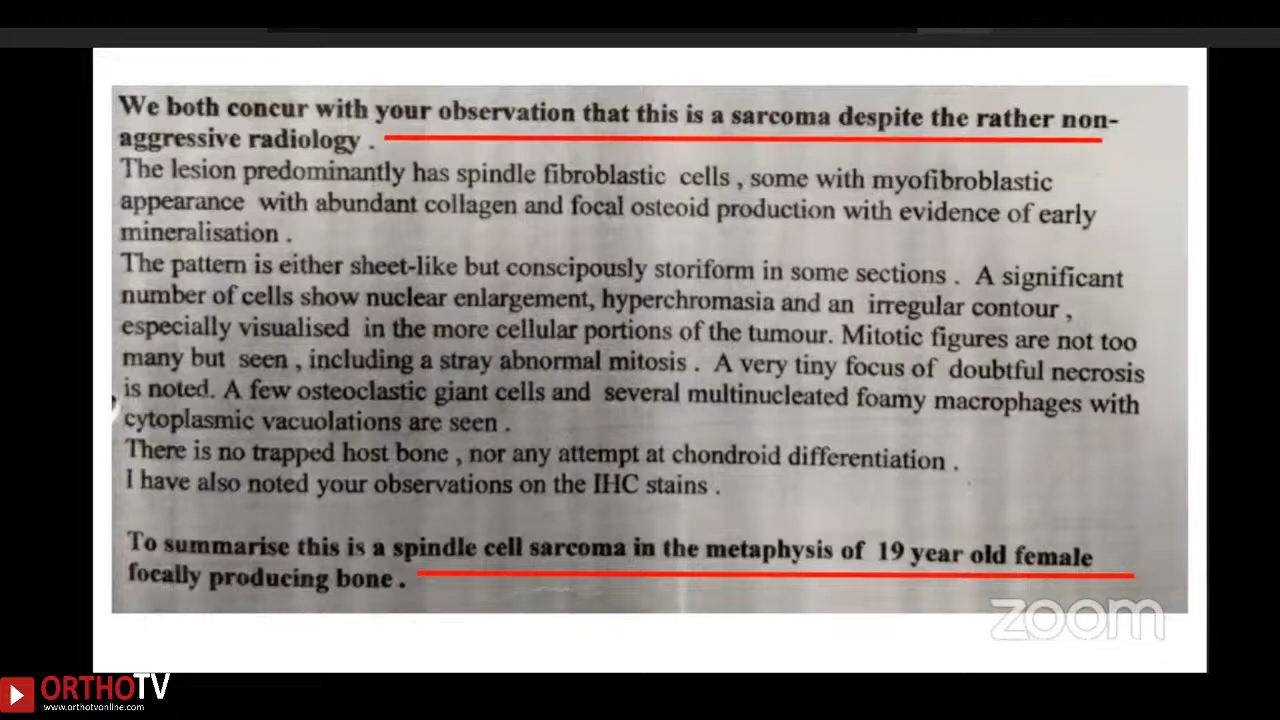 We both concur with your observation that this is a sarcoma despite the rather non-
aggressive radiology .
The lesion predominantly has spindle fibroblastic cells , some with myofibroblastic
appearance with abundant collagen and focal osteoid production with evidence of early
mineralisation .
The pattern is either sheet-like but conscipously storiform in some sections . A significant
number of cells show nuclear enlargement, hyperchromasia and an irregular contour ,
especially visualised in the more cellular portions of the tumour. Mitotic figures are not too
many but seen , including a stray abnormal mitosis . A very tiny focus of doubtful necrosis
is noted. A few osteoclastic giant cells and several multinucleated foamy macrophages with
cytoplasmic vacuolations are seen .
There is no trapped host bone , nor any attempt at chondroid differentiation .
I have also noted your observations on the IHC stains .
To summarise this is a spindle cell sarcoma in the metaphysis of 19 year old female
focally producing bone .
zoom
ORTHOTV
www.orthotvonline.com